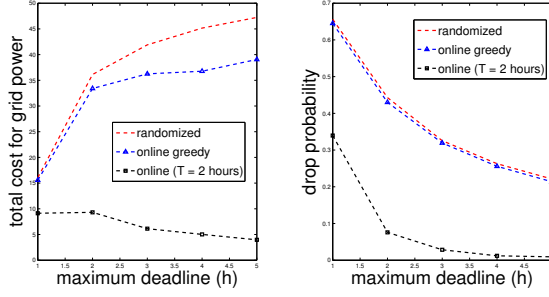 total cost for grid power
50
45
40
35
30
25
20
15
10
5
0
randomized
online greedy
online (T = 2 hours)
1 1.5 2 2.5 3 3.5 4 4.5 5
maximum deadline (h)
drop probability
0.7
0.6
0.5
0.4
0.3
0.2
0.1
0
randomized
online greedy
online (T = 2 hours)
1 1.5 2 2.5 3 3.5 4 4.5
maximum deadline (h)